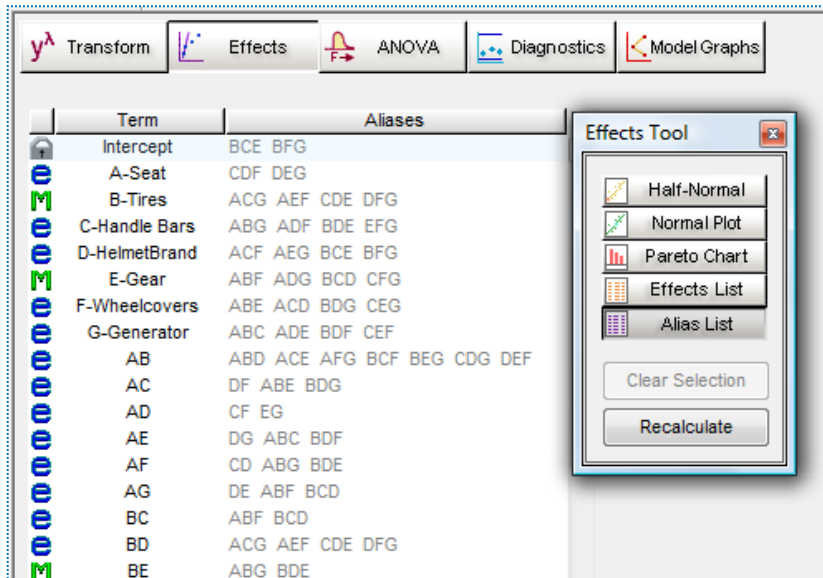 yλ Transform Effects F ANOVA Diagnostics Model Graphs
Term Aliases
Intercept BCE BFG
A-Seat CDF DEG
B-Tires ACG AEF CDE DFG
C-Handle Bars ABG ADF BDE EFG
D-HelmetBrand ACF AEG BCE BFG
E-Gear ABF ADG BCD CFG
F-Wheelcovers ABE ACD BDG CEG
G-Generator ABC ADE BDF CEF
AB ABD ACE AFG BCF BEG CDG DEF
AC DF ABE BDG
AD CF EG
AE DG ABC BDF
AF CD ABG BDE
AG DE ABF BCD
BC ABF BCD
BD ACG AEF CDE DFG
BE ABG BDE
Effects Tool
Half-Normal
Normal Plot
Pareto Chart
Effects List
Alias List
Clear Selection
Recalculate